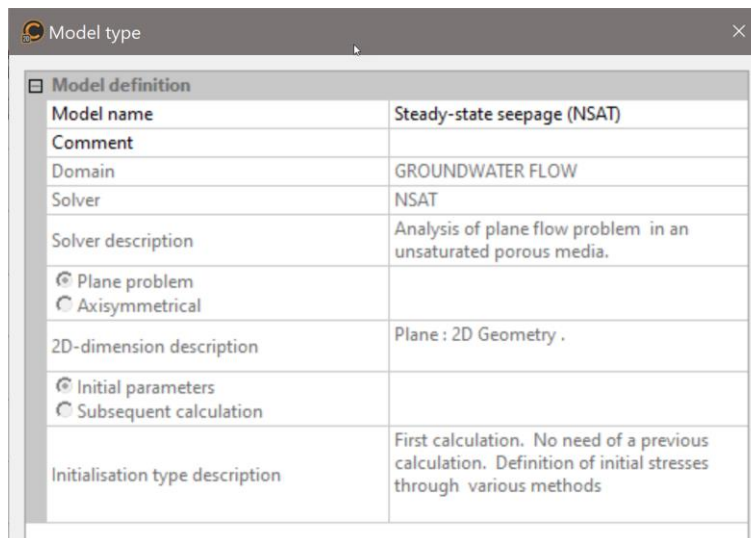 2D
Model type
Model definition
Model name Steady-state seepage (NSAT)
Comment
Domain GROUNDWATER FLOW
Solver NSAT
Solver description Analysis of plane flow problem in an
unsaturated porous media.
Plane problem
Axisymmetrical
2D-dimension description Plane : 2D Geometry .
Initial parameters
Subsequent calculation
Initialisation type description First calculation. No need of a previous
calculation. Definition of initial stresses
through various methods